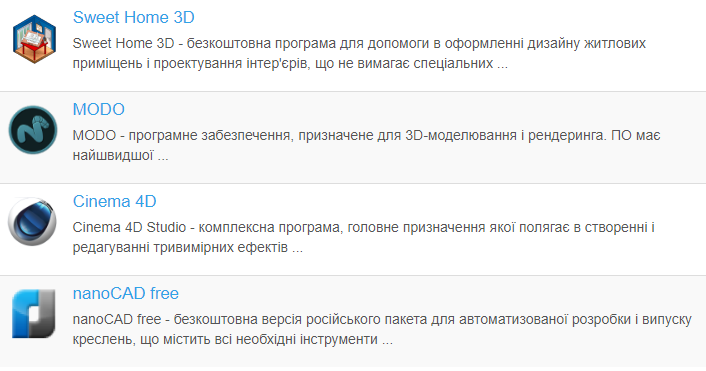 Sweet Home 3D
Sweet Home 3D - безкоштовна програма для допомоги в оформленні дизайну житлових
приміщень і проектування інтер'єрів, що не вимагає спеціальних ...
MODO
MODO - програмне забезпечення, призначене для 3D-моделювання і рендеринга. ПО має
найшвидшої ...
Cinema 4D
Cinema 4D Studio - комплексна програма, головне призначення якої полягає в створенні і
редагуванні тривимірних ефектів ...
nanoCAD free
nanoCAD free - безкоштовна версія російського пакета для автоматизованої розробки і випуску
креслень, що містить всі необхідні інструменти ...